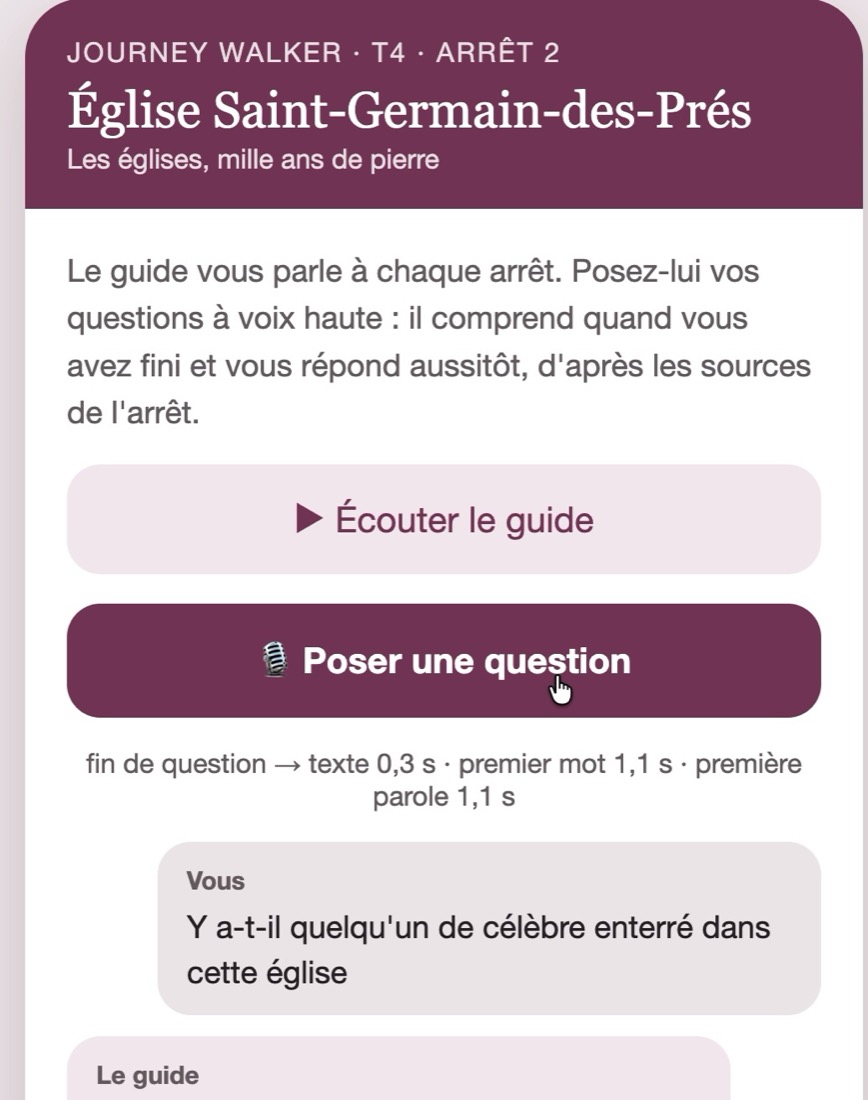 JOURNEY WALKER · T4 · ARRÊT 2
Église Saint-Germain-des-Prés
Les églises, mille ans de pierre
Le guide vous parle à chaque arrêt. Posez-lui vos
questions à voix haute : il comprend quand vous
avez fini et vous répond aussitôt, d'après les sources
de l'arrêt.
▶ Écouter le guide
🎙️ Poser une question
fin de question → texte 0,3 s · premier mot 1,1 s · première
parole 1,1 s
Vous
Y a-t-il quelqu'un de célèbre enterré dans
cette église
Le guide